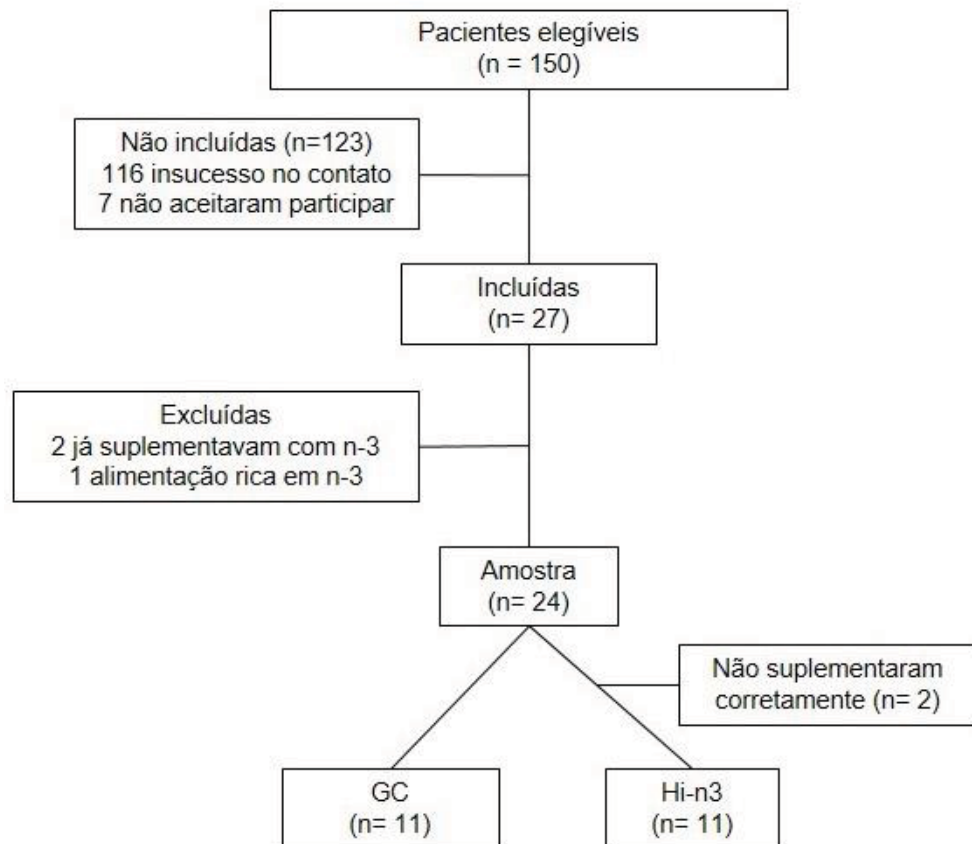 Pacientes elegíveis
(n = 150)
Não incluídas (n=123)
116 insucesso no contato
7 não aceitaram participar
Incluídas
(n= 27)
Excluídas
2 já suplementavam com n-3
1 alimentação rica em n-3
Amostra
(n= 24)
Não suplementaram
corretamente (n= 2)
GC
(n= 11)
Hi-n3
(n= 11)